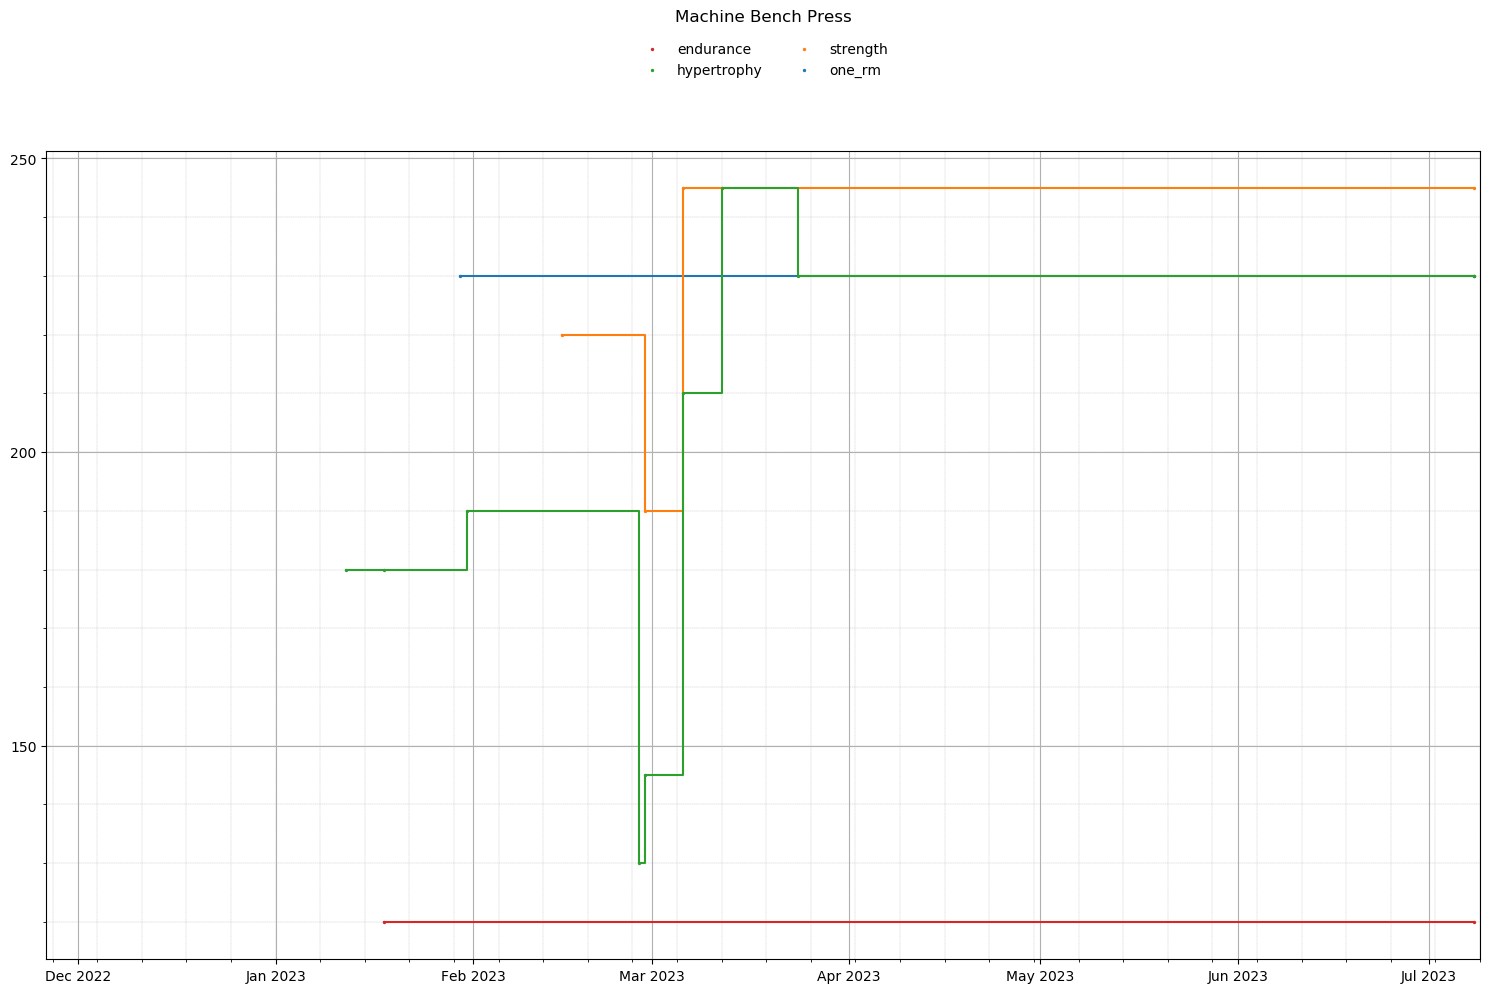 Machine Bench Press
endurance strength
hypertrophy one_rm
250
200
150
Dec 2022 Jan 2023 Feb 2023 Mar 2023 Apr 2023 May 2023 Jun 2023 Jul 2023